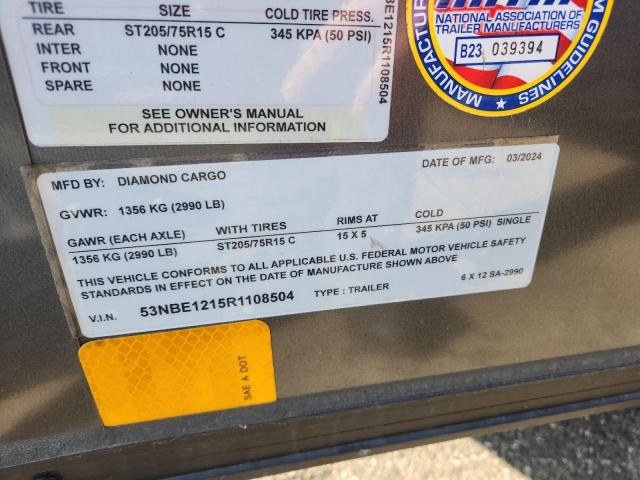 TIRE SIZE COLD TIRE PRESS.
REAR ST205/75R15 C 345 KPA (50 PSI)
INTER NONE
FRONT NONE
SPARE NONE
SEE OWNER'S MANUAL
FOR ADDITIONAL INFORMATION
BE1215R1108504
NATIONAL ASSOCIATION OF
TRAILER MANUFACTURERS
B23 039394
GUIDELINES
MFD BY: DIAMOND CARGO DATE OF MFG: 03/2024
GVWR: 1356 KG (2990 LB)
GAWR (EACH AXLE) WITH TIRES RIMS AT COLD
1356 KG (2990 LB) ST205/75R15 C 15 X 5 345 KPA (50 PSI) SINGLE
THIS VEHICLE CONFORMS TO ALL APPLICABLE U.S. FEDERAL MOTOR VEHICLE SAFETY
STANDARDS IN EFFECT ON THE DATE OF MANUFACTURE SHOWN ABOVE
6 X 12 SA-2990
V.I.N. 53NBE1215R1108504 TYPE : TRAILER
SAE A DOT